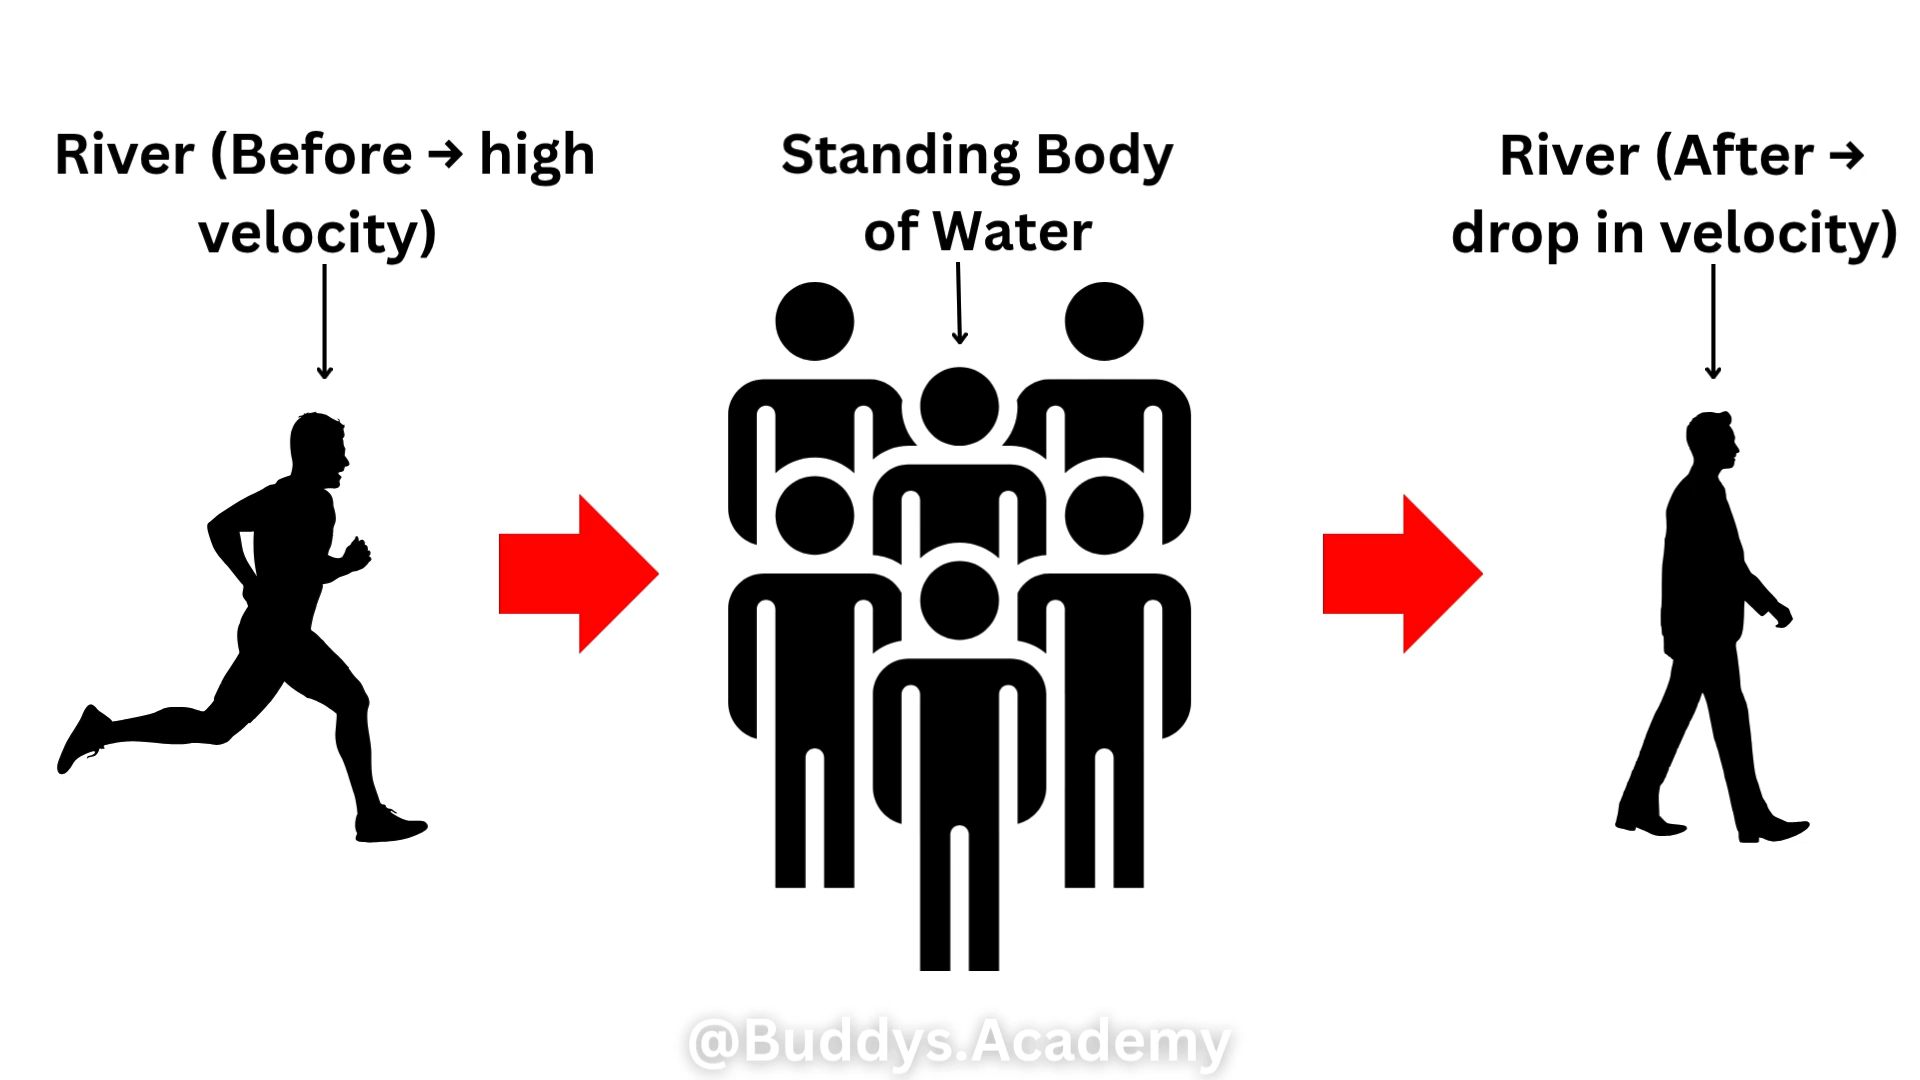 River (Before → high
velocity)
Standing Body
of Water
River (After →
drop in velocity)
@Buddys.Academy